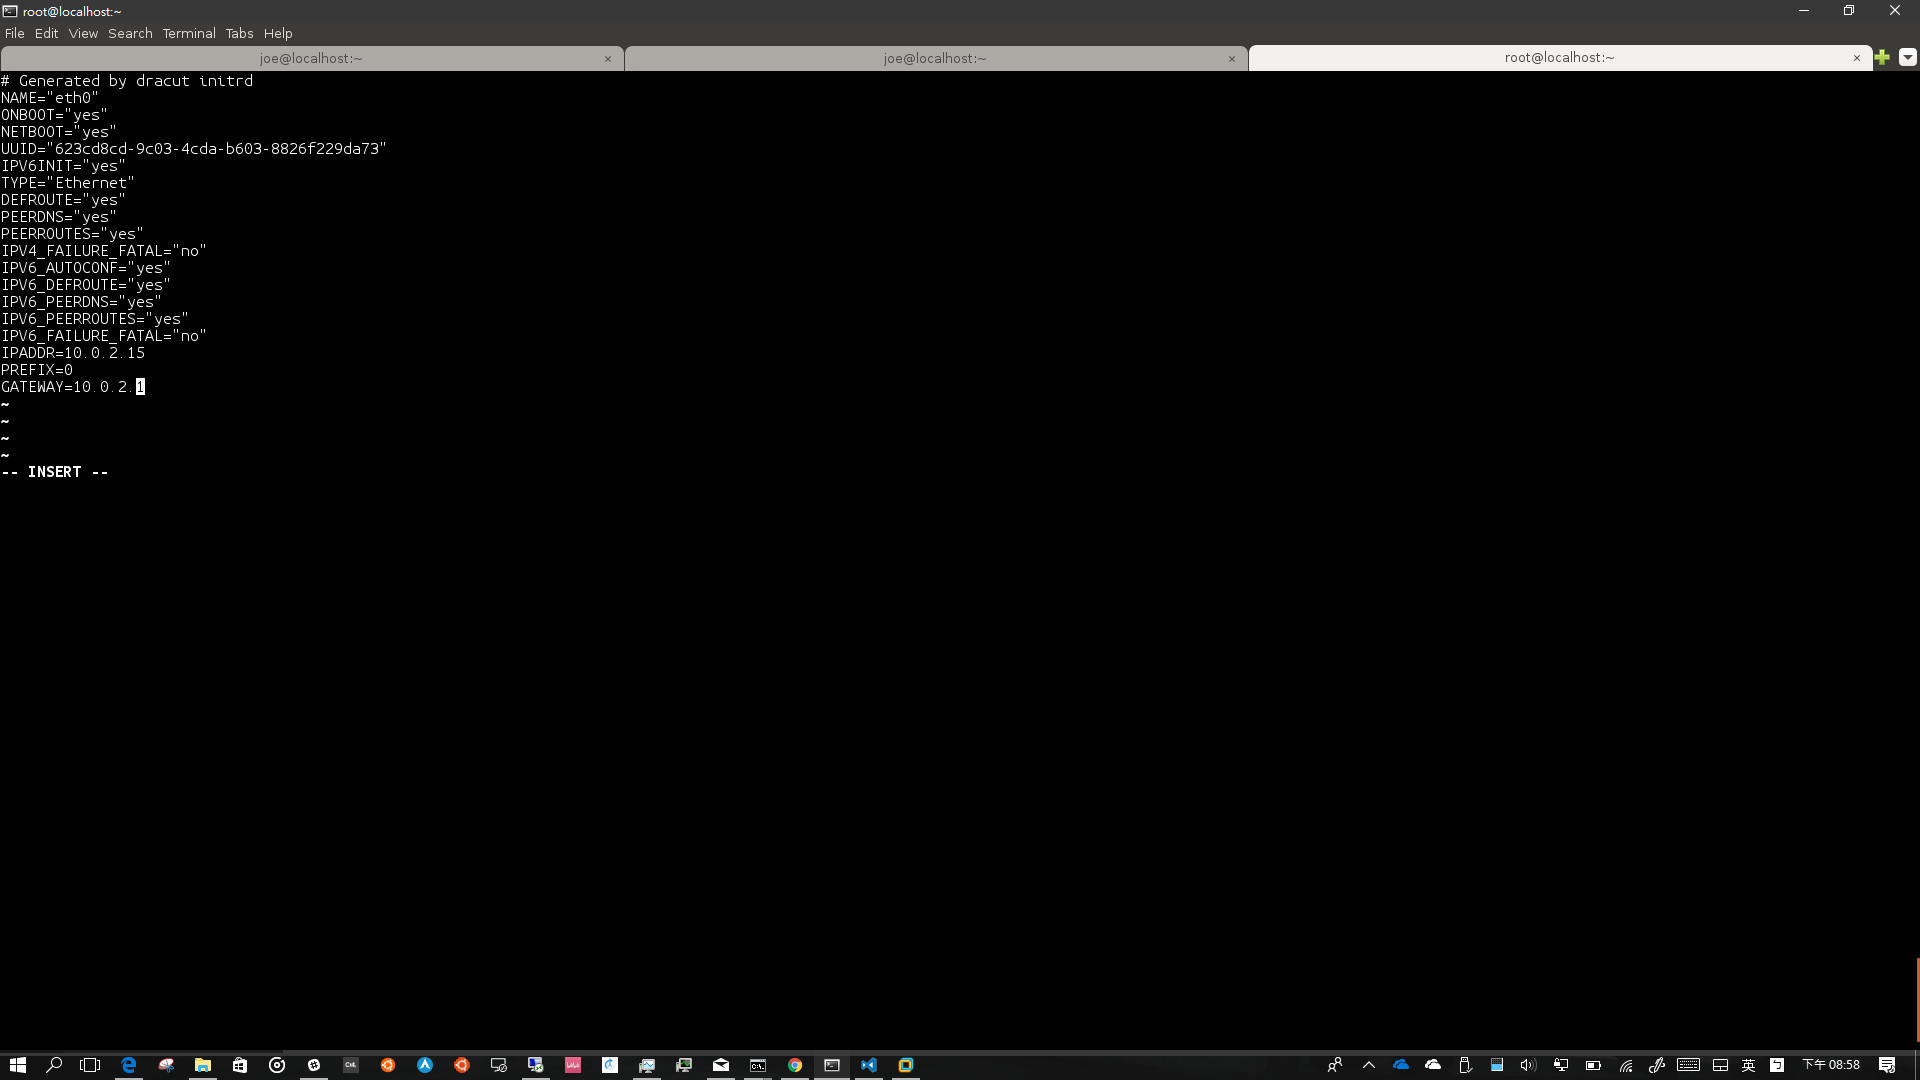 root@localhost:~
File Edit View Search Terminal Tabs Help
joe@localhost:~ × joe@localhost:~ × root@localhost:~ ×
# Generated by dracut initrd
NAME="eth0"
ONBOOT="yes"
NETBOOT="yes"
UUID="623cd8cd-9c03-4cda-b603-8826f229da73"
IPV6INIT="yes"
TYPE="Ethernet"
DEFROUTE="yes"
PEERDNS="yes"
PEERROUTES="yes"
IPV4_FAILURE_FATAL="no"
IPV6_AUTOCONF="yes"
IPV6_DEFROUTE="yes"
IPV6_PEERDNS="yes"
IPV6_PEERROUTES="yes"
IPV6_FAILURE_FATAL="no"
IPADDR=10.0.2.15
PREFIX=0
GATEWAY=10.0.2.1
~
~
~
~
-- INSERT --
英 下午 08:58